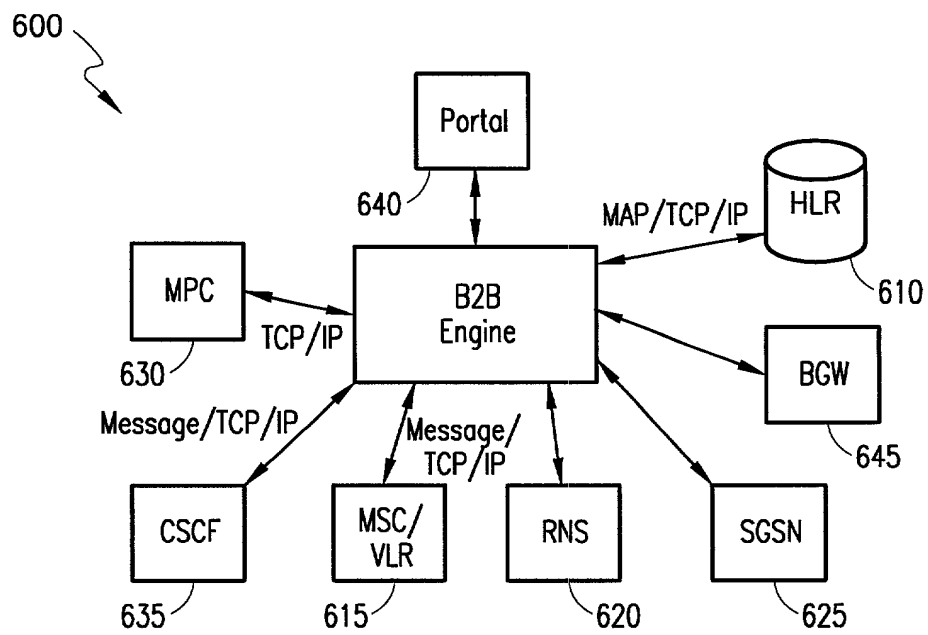 600
Portal
640
HLR
MAP/TCP/IP
610
MPC
B2B
Engine
TCP/IP
630
BGW
645
Message/TCP/IP
Message/
TCP/IP
CSCF
MSC/
VLR
RNS
SGSN
635
615
620
625